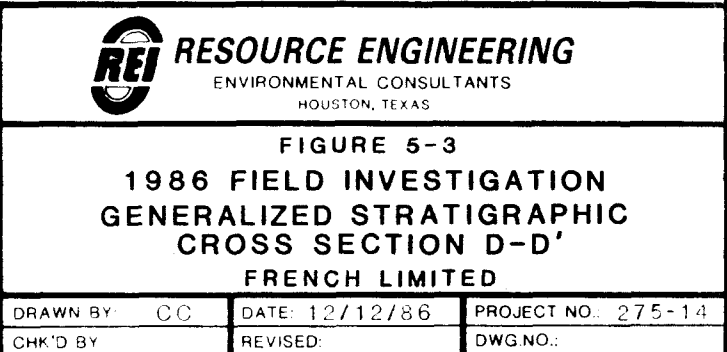 REI RESOURCE ENGINEERING
ENVIRONMENTAL CONSULTANTS
HOUSTON, TEXAS
FIGURE 5-3
1986 FIELD INVESTIGATION
GENERALIZED STRATIGRAPHIC
CROSS SECTION D-D'
FRENCH LIMITED
DRAWN BY: CC DATE: 12/12/86 PROJECT NO.: 275-14
CHK'D BY REVISED: DWG.NO.: